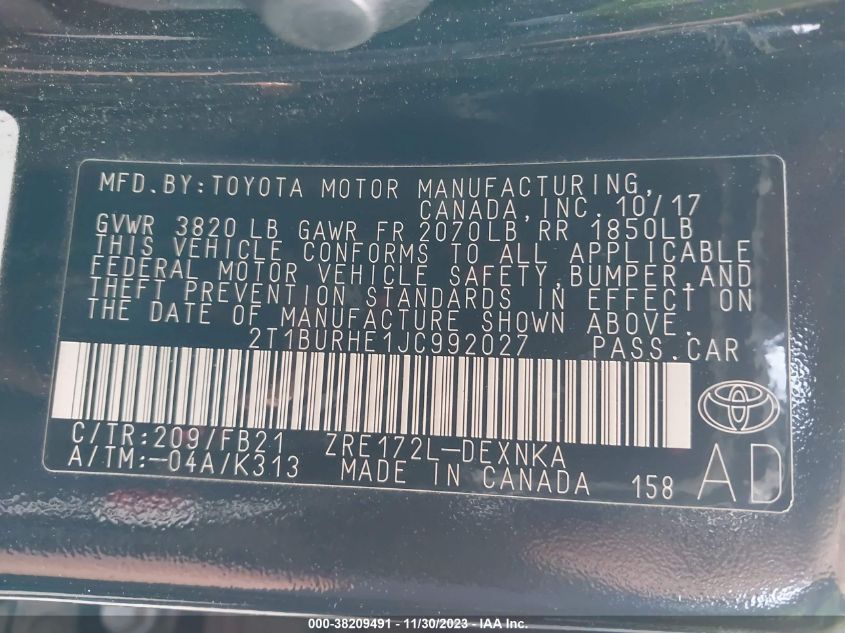 MFD.BY:TOYOTA MOTOR MANUFACTURING,
CANADA,INC. 10/17
GVWR 3820 LB GAWR FR 2070LB RR 1850LB
THIS VEHICLE CONFORMS TO ALL APPLICABLE
FEDERAL MOTOR VEHICLE SAFETY,BUMPER,AND
THEFT PREVENTION STANDARDS IN EFFECT ON
THE DATE OF MANUFACTURE SHOWN ABOVE.
2T1BURHE1JC992027 PASS.CAR
C/TR:209/FB21 ZRE172L-DEXNKA
A/TM:-04A/K313 MADE IN CANADA 158 AD
000-38209491 - 11/30/2023 - IAA Inc.